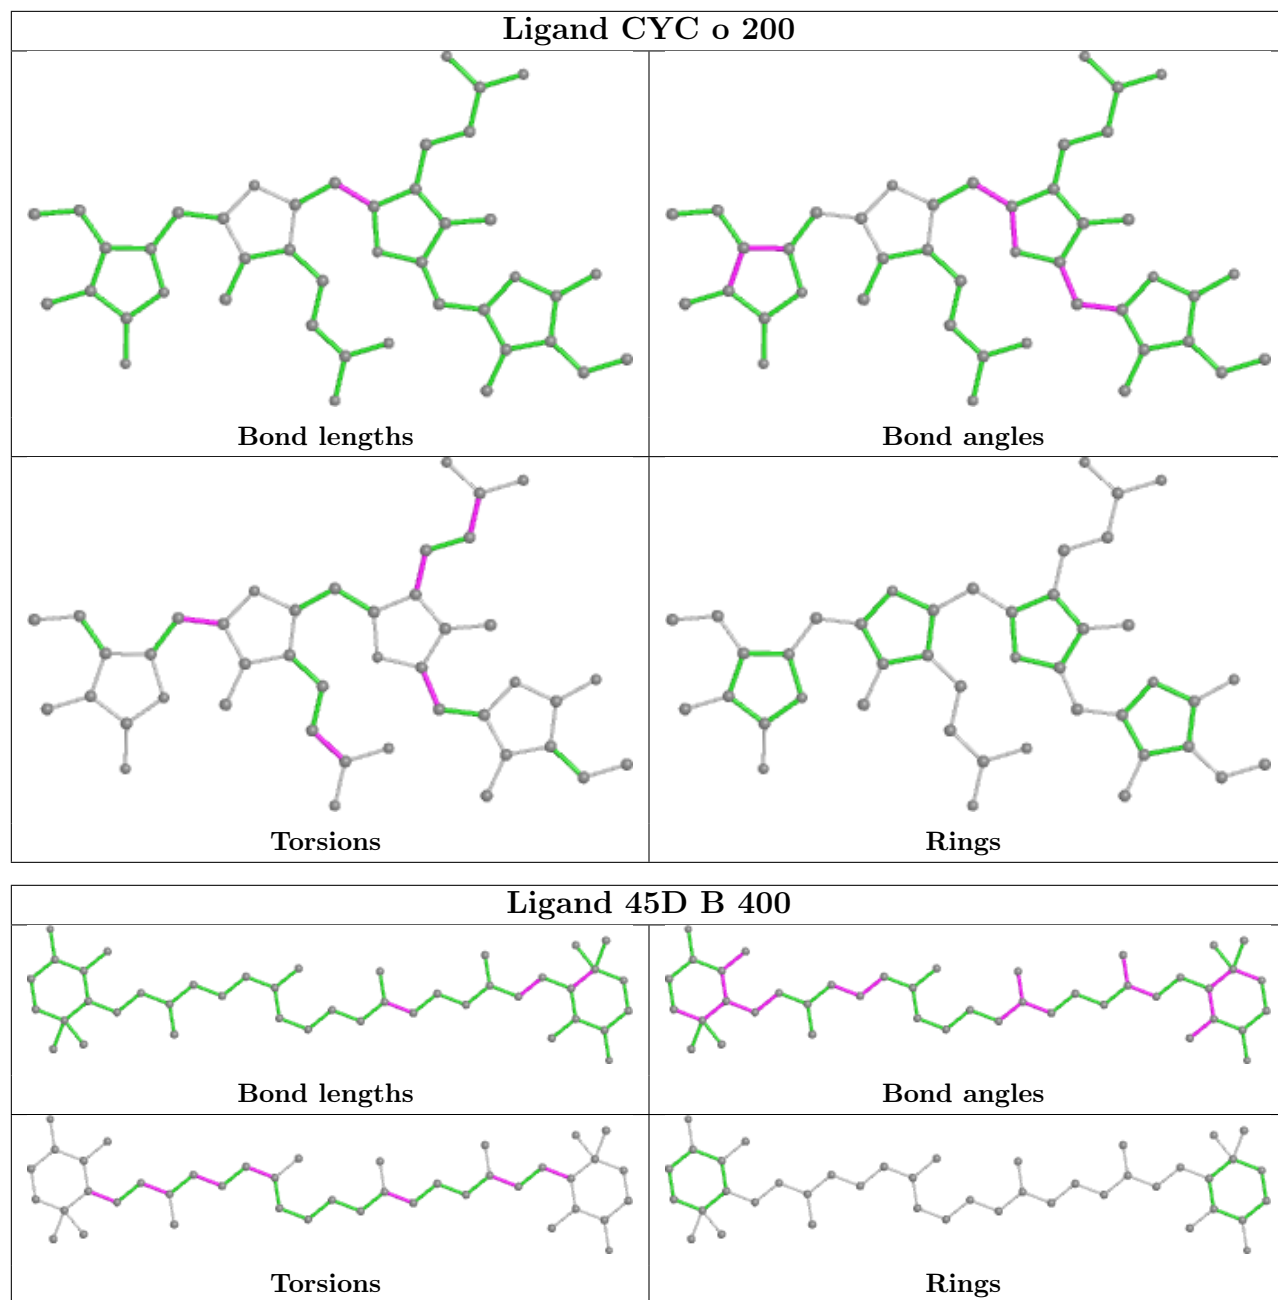 Ligand CYC o 200
Bond lengths
Bond angles
Torsions
Rings
Ligand 45D B 400
Bond lengths
Bond angles
Torsions
Rings